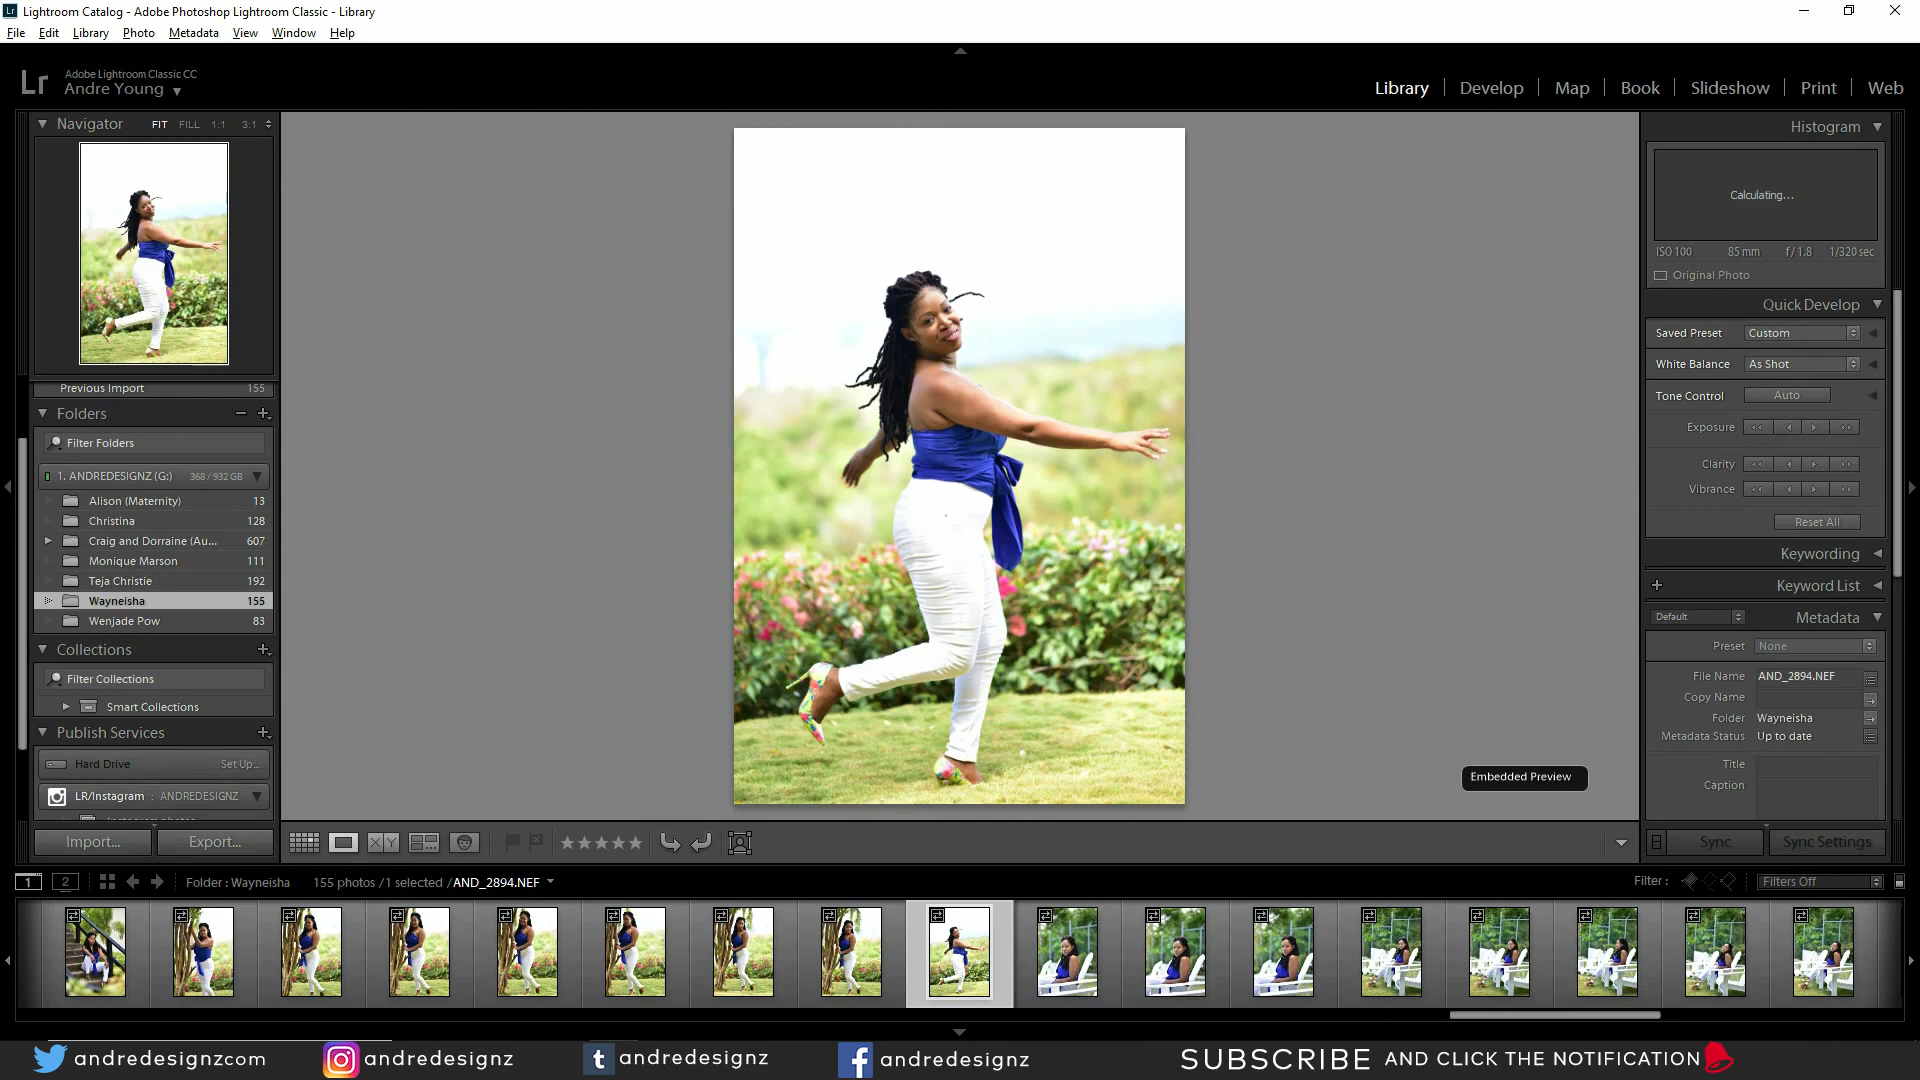 Lr Lightroom Catalog - Adobe Photoshop Lightroom Classic - Library
File Edit Library Photo Metadata View Window Help
Lr Adobe Lightroom Classic CC
Andre Young
Library Develop Map Book Slideshow Print Web
Navigator FIT FILL 1:1 3:1
Previous Import 155
Folders
Filter Folders
1. ANDREDESIGNZ (G:) 368 / 932 GB
Alison (Maternity) 13
Christina 128
Craig and Dorraine (Au... 607
Monique Marson 111
Teja Christie 192
Wayneisha 155
Wenjade Pow 83
Collections
Filter Collections
Smart Collections
Publish Services
Hard Drive Set Up...
LR/Instagram : ANDREDESIGNZ
Import... Export...
Embedded Preview
Histogram
Calculating...
ISO 100 85 mm f / 1.8 1/320 sec
Original Photo
Quick Develop
Saved Preset Custom
White Balance As Shot
Tone Control Auto
Exposure
Clarity
Vibrance
Reset All
Keywording
Keyword List
Default Metadata
Preset None
File Name AND_2894.NEF
Copy Name
Folder Wayneisha
Metadata Status Up to date
Title
Caption
Sync Sync Settings
X Y
1 2 Folder : Wayneisha 155 photos / 1 selected / AND_2894.NEF
Filter : Filters Off
andredesignzcom andredesignz t andredesignz f andredesignz SUBSCRIBE AND CLICK THE NOTIFICATION